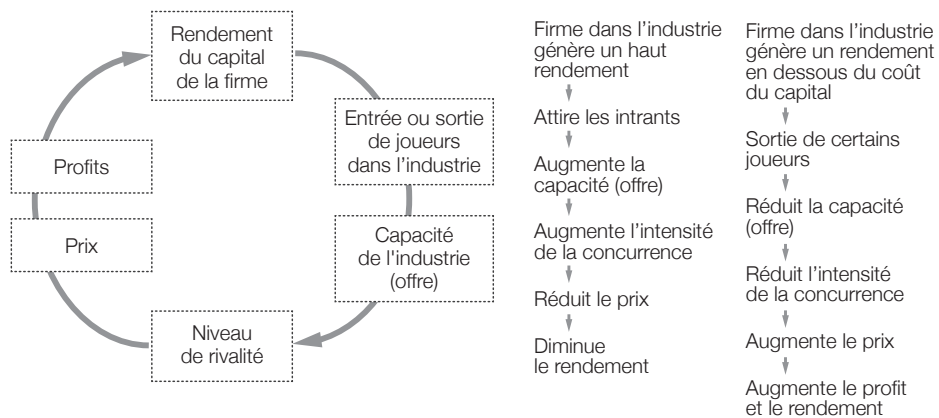 Rendement
du capital
de la firme
Entrée ou sortie
de joueurs
dans l’industrie
Capacité
de l'industrie
(offre)
Niveau
de rivalité
Prix
Profits
Firme dans l’industrie
génère un haut
rendement
Attire les intrants
Augmente la
capacité (offre)
Augmente l’intensité
de la concurrence
Réduit le prix
Diminue
le rendement
Firme dans l’industrie
génère un rendement
en dessous du coût
du capital
Sortie de certains
joueurs
Réduit la capacité
(offre)
Réduit l’intensité
de la concurrence
Augmente le prix
Augmente le profit
et le rendement